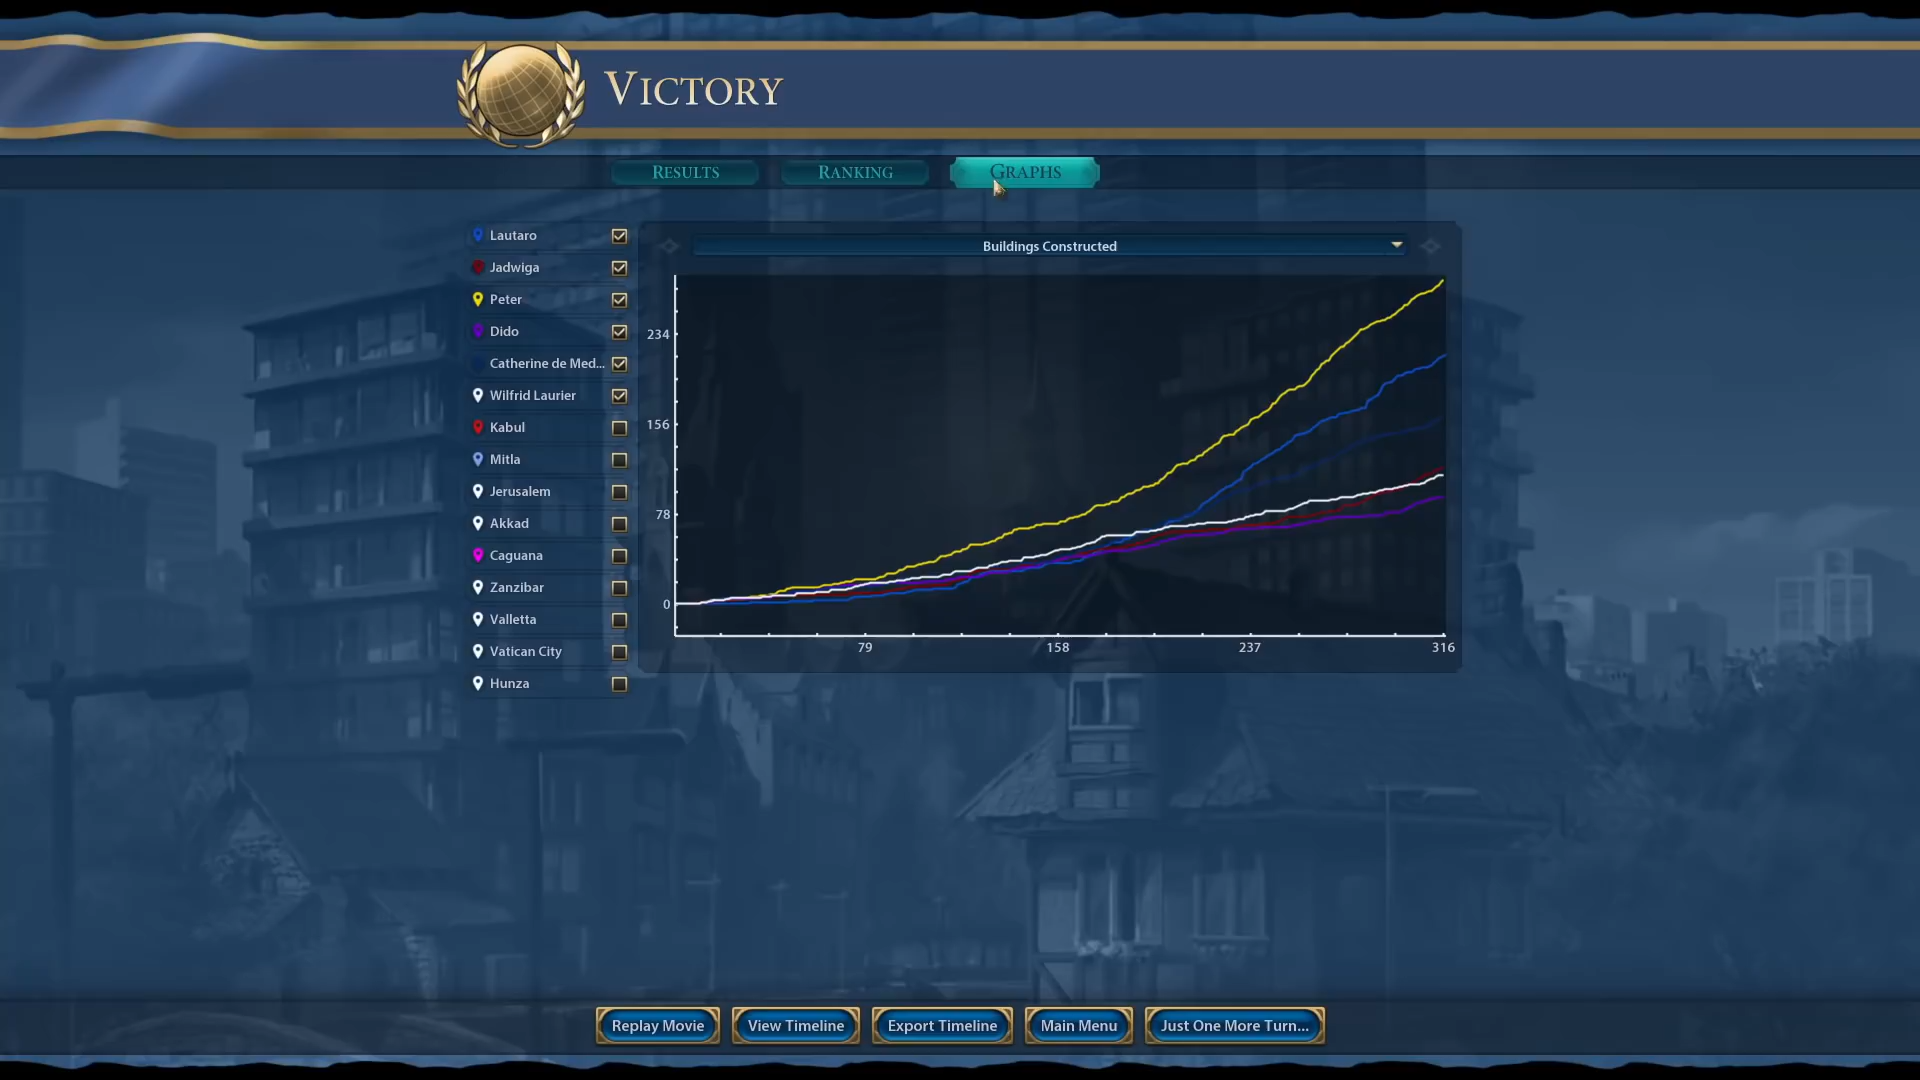 VICTORY
RESULTS
RANKING
GRAPHS
Lautaro
Jadwiga
Peter
Dido
Catherine de Med...
Wilfrid Laurier
Kabul
Mitla
Jerusalem
Akkad
Caguana
Zanzibar
Valletta
Vatican City
Hunza
Buildings Constructed
234
156
78
0
79 158 237 316
Replay Movie
View Timeline
Export Timeline
Main Menu
Just One More Turn...